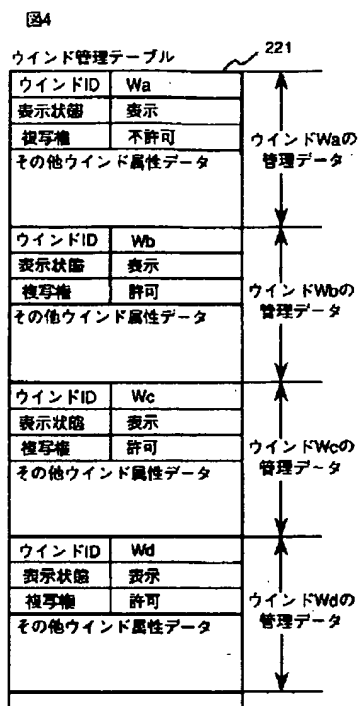 図4
ウインド管理テーブル
221
ウインドID Wa
表示状態 表示
複写権 不許可
その他ウインド属性データ
ウインドWaの
管理データ
ウインドID Wb
表示状態 表示
複写権 許可
その他ウインド属性データ
ウインドWbの
管理データ
ウインドID Wc
表示状態 表示
複写権 許可
その他ウインド属性データ
ウインドWcの
管理データ
ウインドID Wd
表示状態 表示
複写権 許可
その他ウインド属性データ
ウインドWdの
管理データ